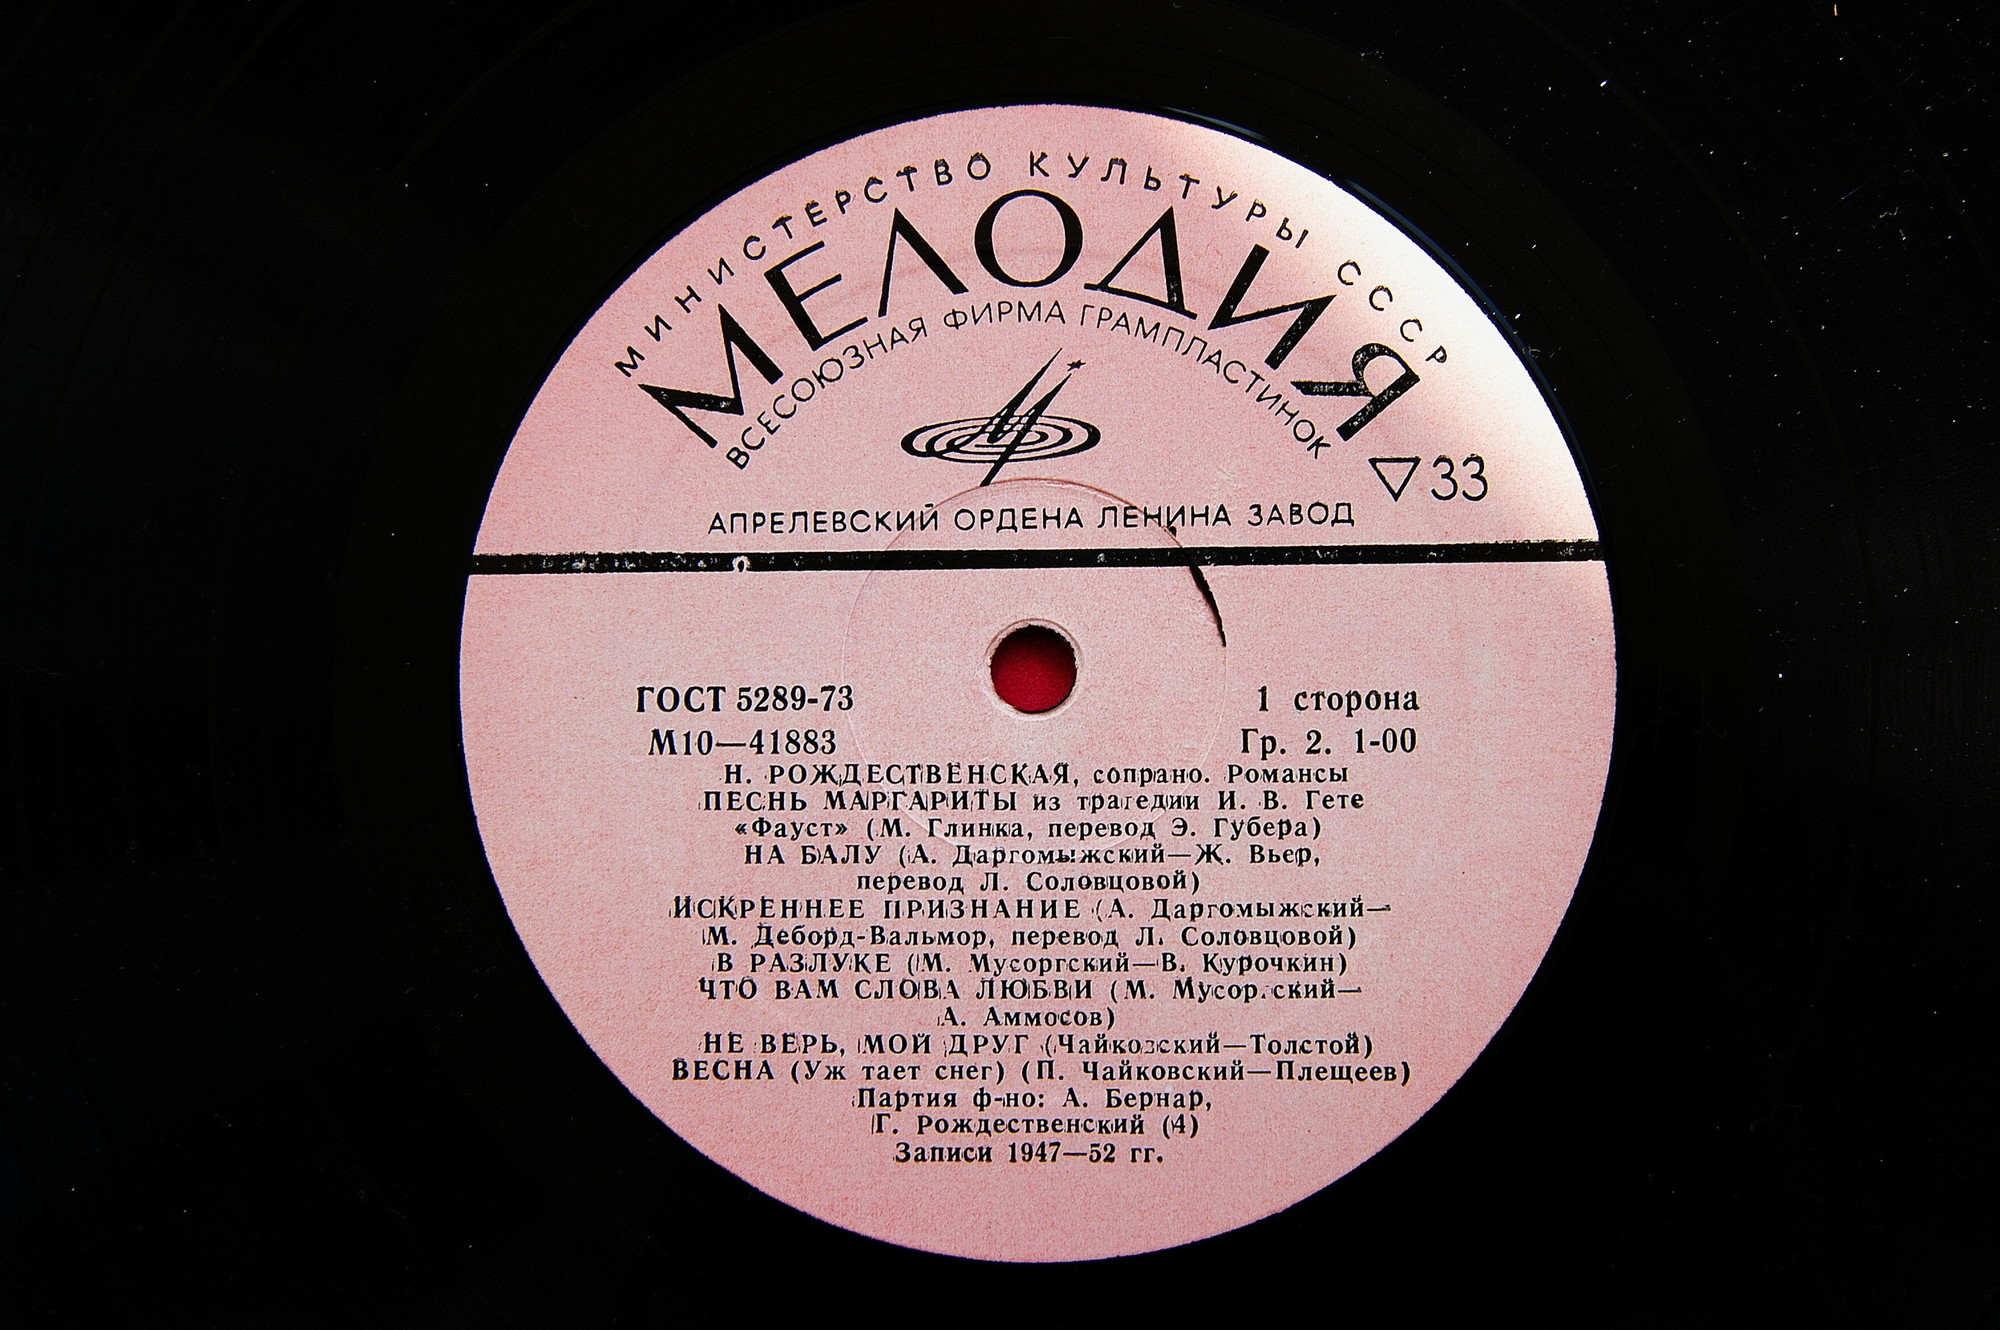 МИНИСТЕРСТВО КУЛЬТУРЫ СССР
МЕЛОДИЯ
ВСЕСОЮЗНАЯ ФИРМА ГРАМПЛАСТИНОК
33
АПРЕЛЕВСКИЙ ОРДЕНА ЛЕНИНА ЗАВОД
ГОСТ 5289-73 1 сторона
М10—41883 Гр. 2. 1-00
Н. РОЖДЕСТВЕНСКАЯ, сопрано. Романсы
ПЕСНЬ МАРГАРИТЫ из трагедии И. В. Гете
«Фауст» (М. Глинка, перевод Э. Губера)
НА БАЛУ (А. Даргомыжский—Ж. Вьер,
перевод Л. Соловцовой)
ИСКРЕННЕЕ ПРИЗНАНИЕ (А. Даргомыжский—
М. Деборд-Вальмор, перевод Л. Соловцовой)
В РАЗЛУКЕ (М. Мусоргский—В. Курочкин)
ЧТО ВАМ СЛОВА ЛЮБВИ (М. Мусоргский—
А. Аммосов)
НЕ ВЕРЬ, МОЙ ДРУГ (Чайковский—Толстой)
ВЕСНА (Уж тает снег) (П. Чайковский—Плещеев)
Партия ф-но: А. Бернар,
Г. Рождественский (4)
Записи 1947—52 гг.